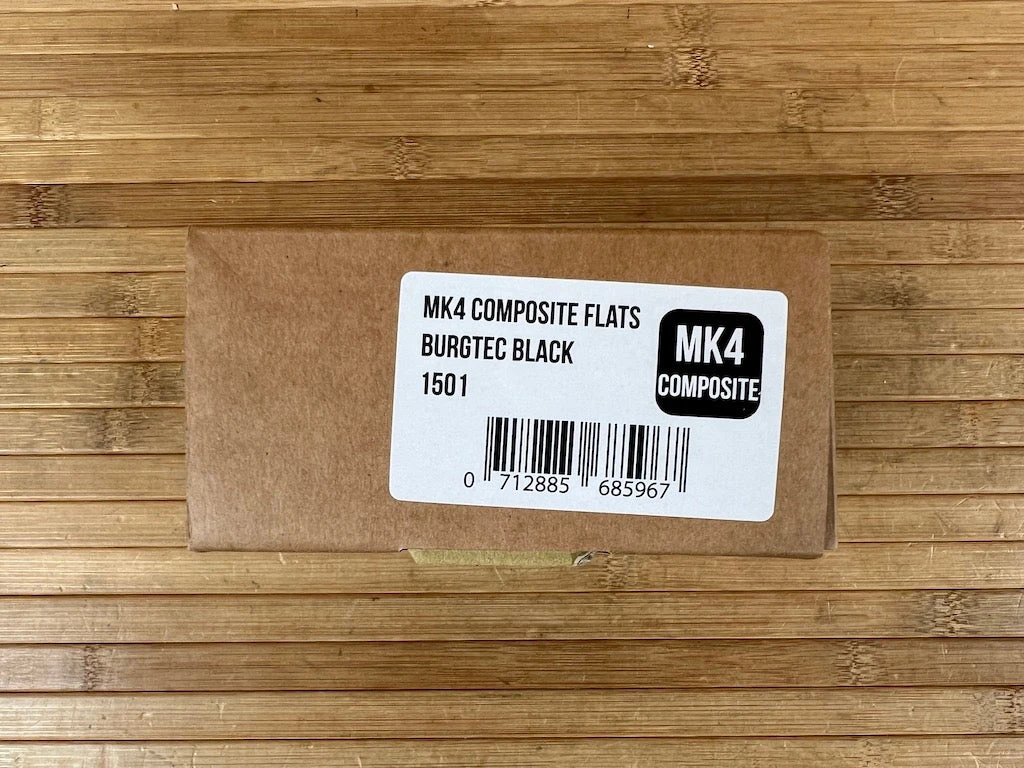 MK4 COMPOSITE FLATS
BURGTEC BLACK
1501
MK4
COMPOSITE
0 712885 685967